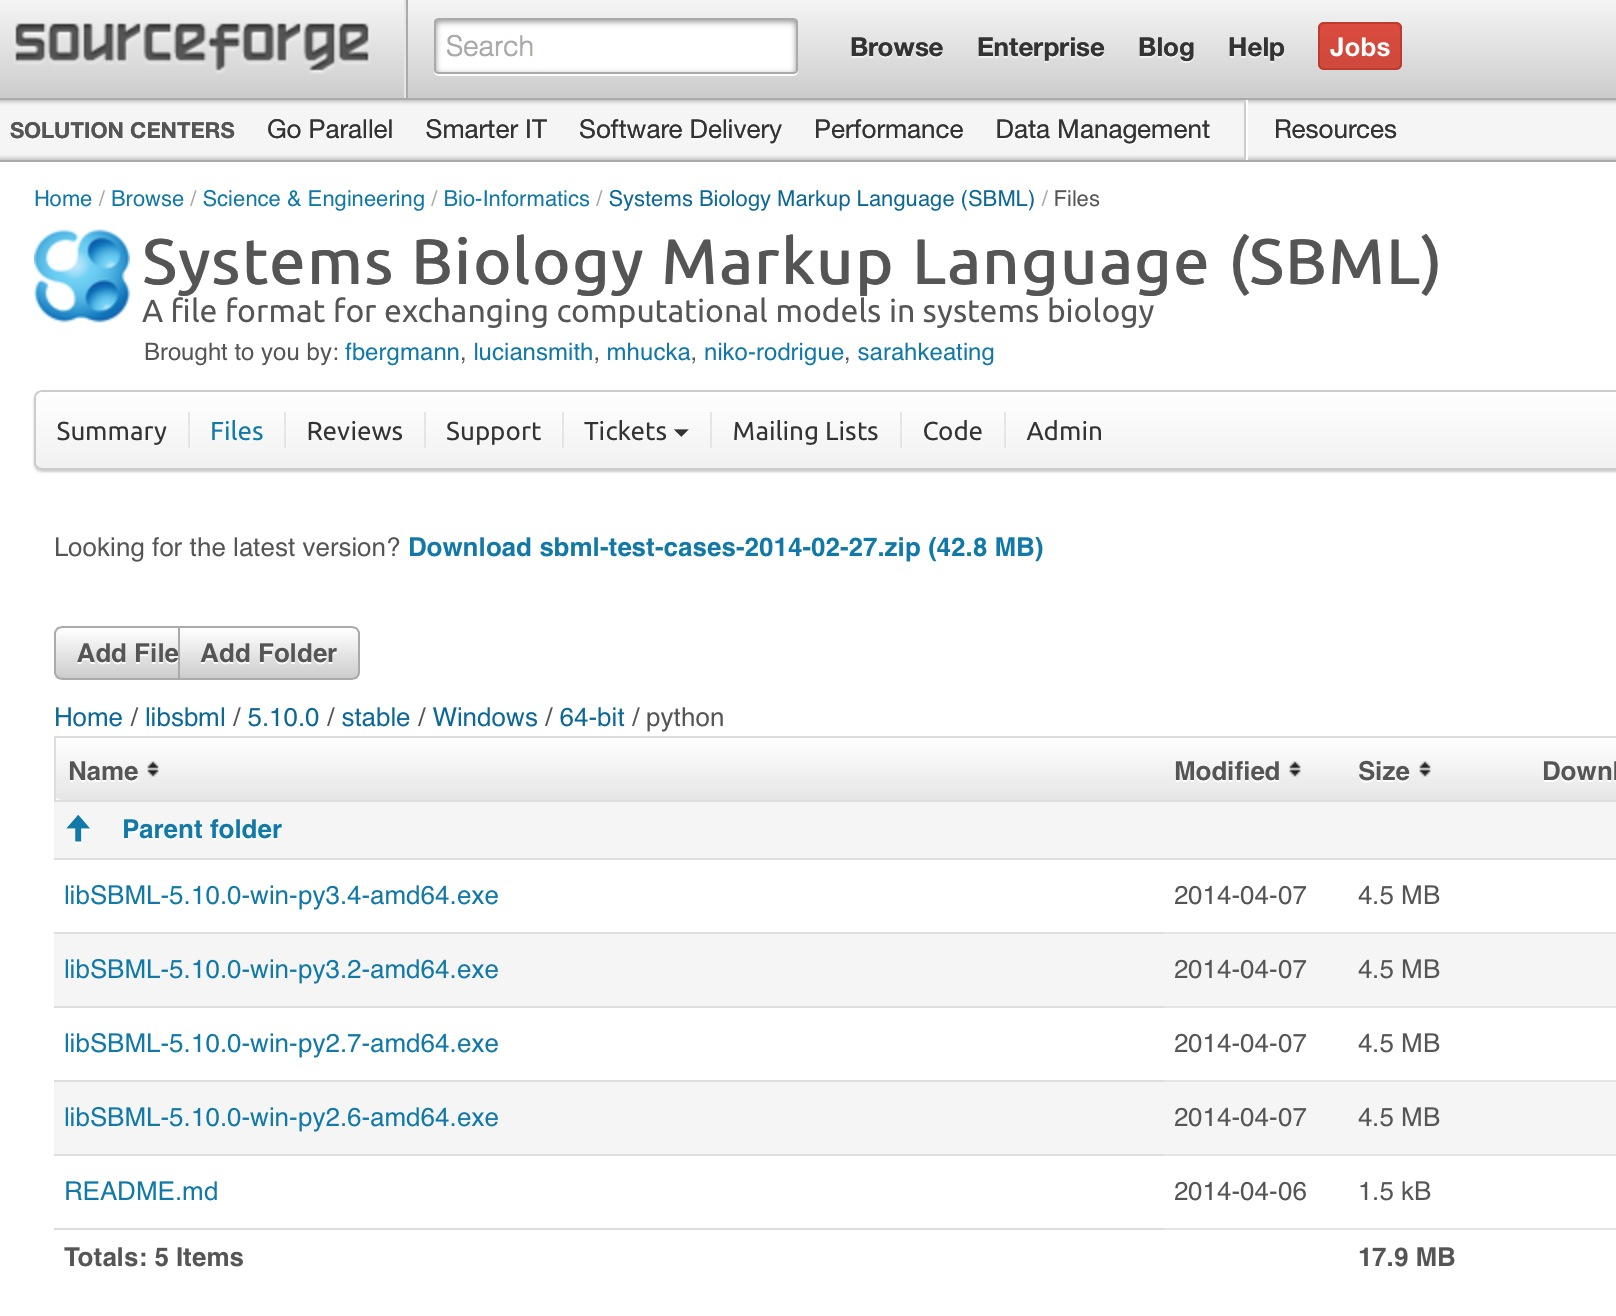 sourceforge
Search
Browse Enterprise Blog Help Jobs
SOLUTION CENTERS Go Parallel Smarter IT Software Delivery Performance Data Management Resources
Home / Browse / Science & Engineering / Bio-Informatics / Systems Biology Markup Language (SBML) / Files
Systems Biology Markup Language (SBML)
A file format for exchanging computational models in systems biology
Brought to you by: fbergmann, luciansmith, mhucka, niko-rodrigue, sarahkeating
Summary Files Reviews Support Tickets Mailing Lists Code Admin
Looking for the latest version? Download sbml-test-cases-2014-02-27.zip (42.8 MB)
Add File Add Folder
Home / libsbml / 5.10.0 / stable / Windows / 64-bit / python
Name Modified Size Downl
Parent folder
libSBML-5.10.0-win-py3.4-amd64.exe 2014-04-07 4.5 MB
libSBML-5.10.0-win-py3.2-amd64.exe 2014-04-07 4.5 MB
libSBML-5.10.0-win-py2.7-amd64.exe 2014-04-07 4.5 MB
libSBML-5.10.0-win-py2.6-amd64.exe 2014-04-07 4.5 MB
README.md 2014-04-06 1.5 kB
Totals: 5 Items 17.9 MB